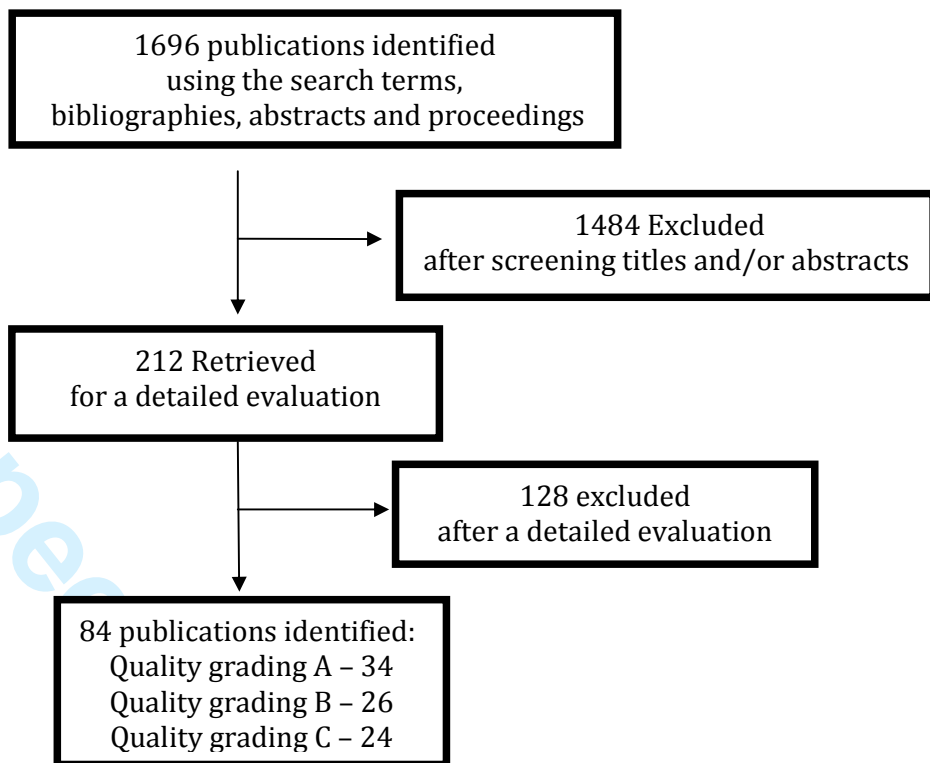 1696 publications identified
using the search terms,
bibliographies, abstracts and proceedings
1484 Excluded
after screening titles and/or abstracts
212 Retrieved
for a detailed evaluation
128 excluded
after a detailed evaluation
84 publications identified:
Quality grading A – 34
Quality grading B – 26
Quality grading C – 24